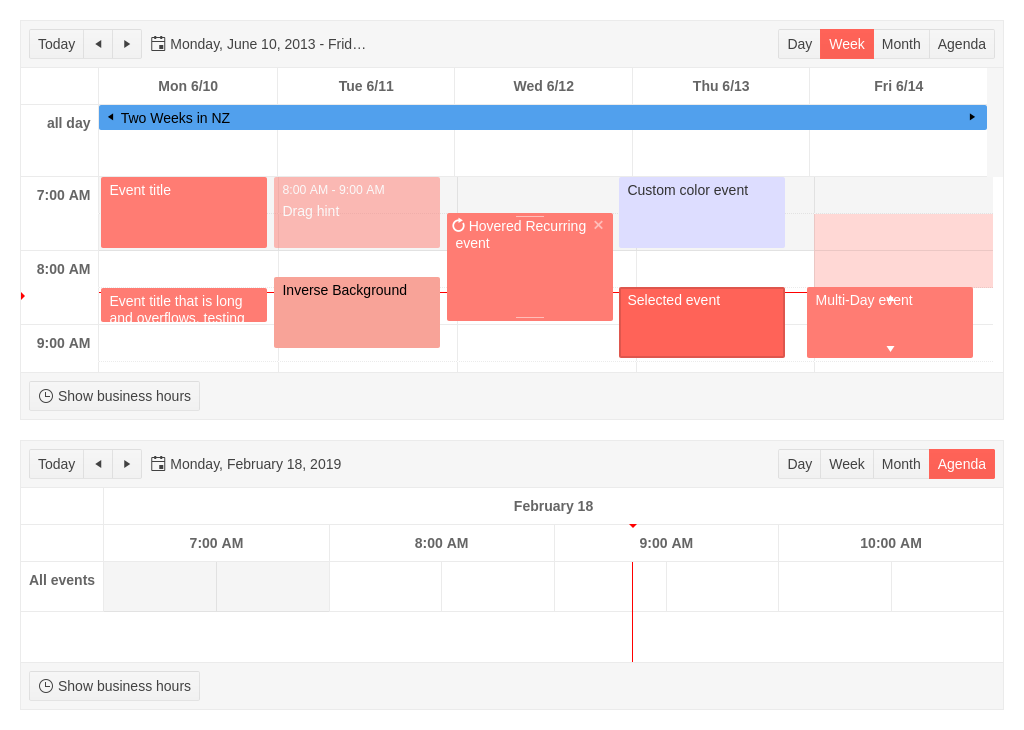 Today
Monday, June 10, 2013 - Frid…
Day Week Month Agenda
Mon 6/10 Tue 6/11 Wed 6/12 Thu 6/13 Fri 6/14
all day
Two Weeks in NZ
7:00 AM
Event title
8:00 AM - 9:00 AM
Drag hint
Custom color event
Hovered Recurring
event
8:00 AM
Event title that is long
and overflows, testing
Inverse Background
Selected event
Multi-Day event
9:00 AM
Show business hours
Today
Monday, February 18, 2019
Day Week Month Agenda
February 18
7:00 AM 8:00 AM 9:00 AM 10:00 AM
All events
Show business hours